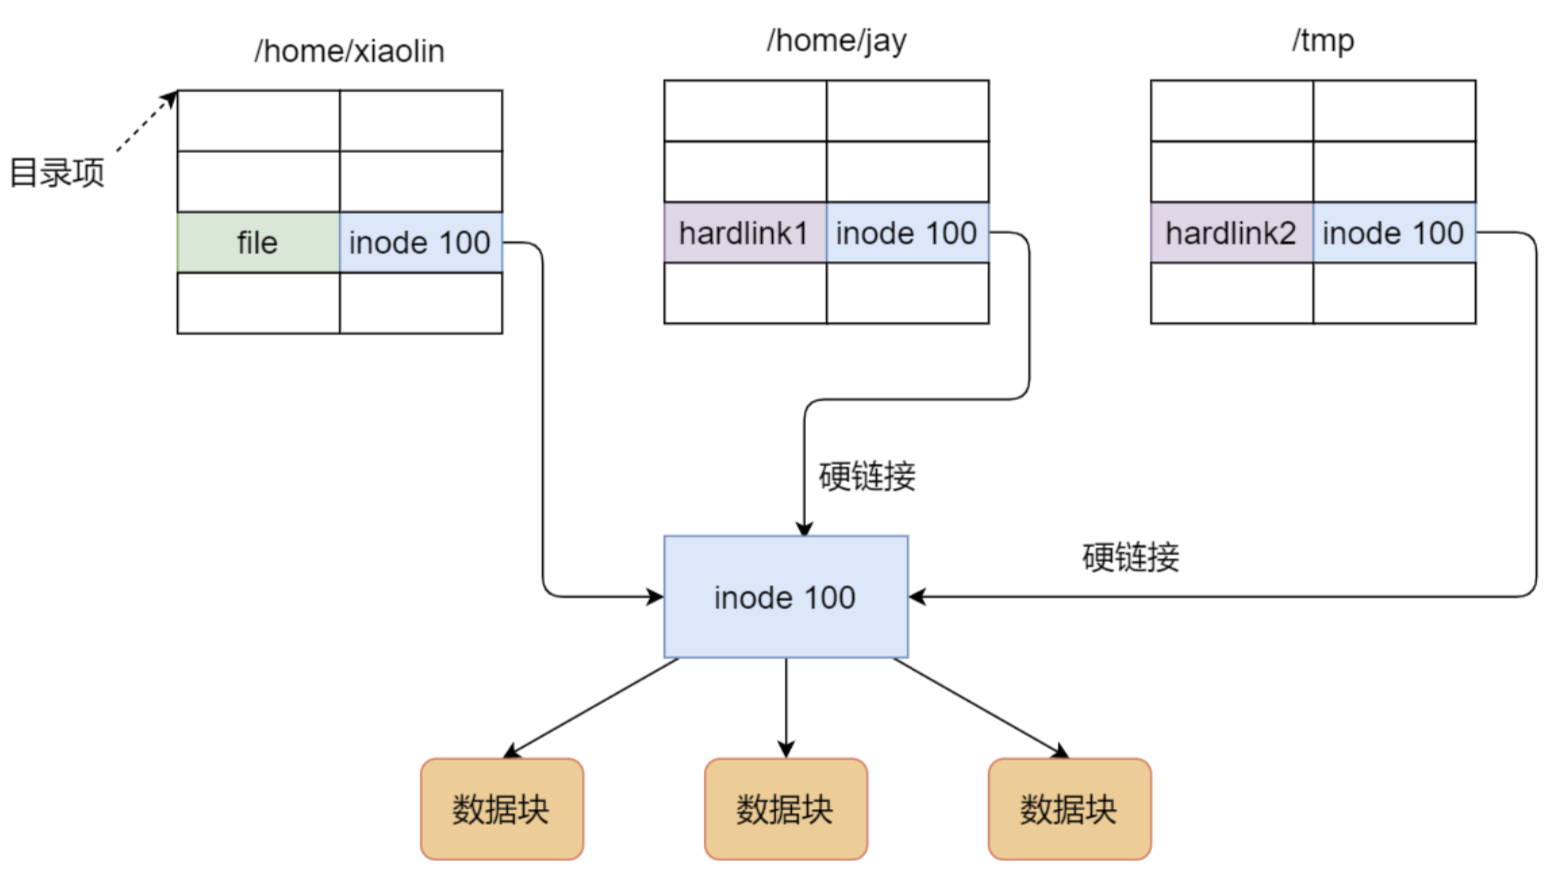 /home/xiaolin
/home/jay
/tmp
目录项
file
inode 100
hardlink1
inode 100
hardlink2
inode 100
硬链接
硬链接
inode 100
数据块
数据块
数据块